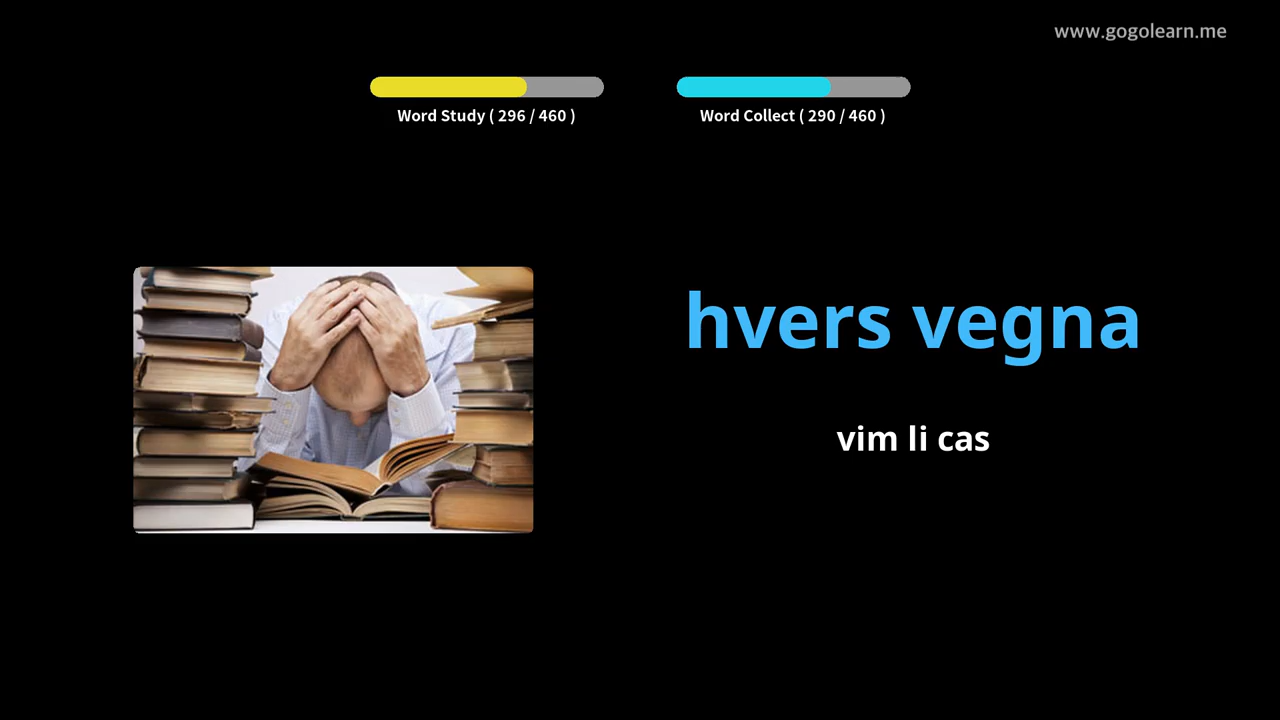 www.gogolearn.me
Word Study ( 296 / 460 )
Word Collect ( 290 / 460 )
hvers vegna
vim li cas